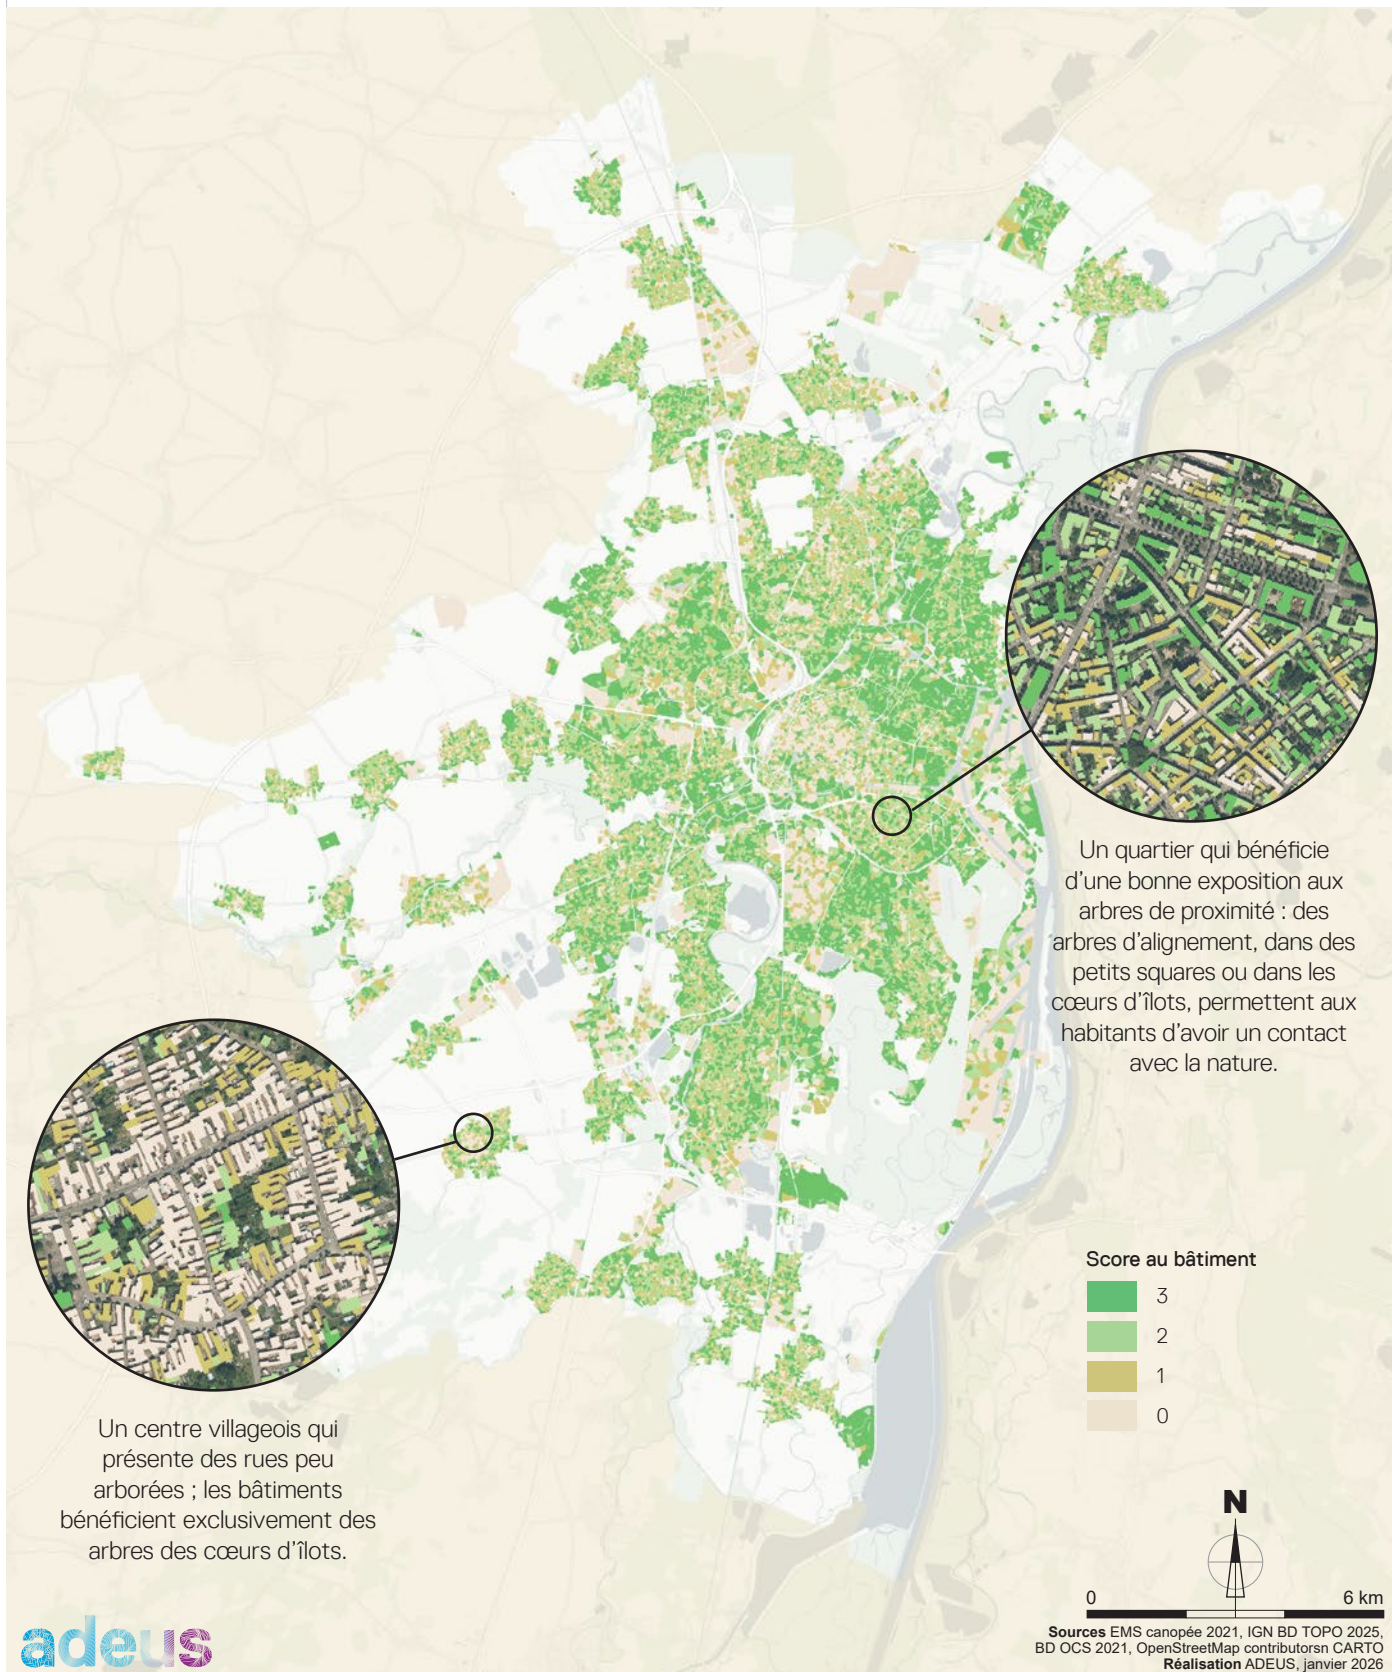 Un quartier qui bénéficie
d'une bonne exposition aux
arbres de proximité : des
arbres d'alignement, dans des
petits squares ou dans les
cœurs d'îlots, permettent aux
habitants d'avoir un contact
avec la nature.
Un centre villageois qui
présente des rues peu
arborées ; les bâtiments
bénéficient exclusivement des
arbres des cœurs d'îlots.
Score au bâtiment
3
2
1
0
N
0 6 km
Sources EMS canopée 2021, IGN BD TOPO 2025,
BD OCS 2021, OpenStreetMap contributorsn CARTO
Réalisation ADEUS, janvier 2026
adeus